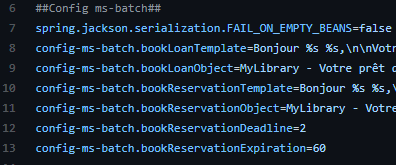 6 ##Config ms-batch##
7 spring.jackson.serialization.FAIL_ON_EMPTY_BEANS=false
8 config-ms-batch.bookLoanTemplate=Bonjour %s %s,\n\nVotr
9 config-ms-batch.bookLoanObject=MyLibrary - Votre prêt d
10 config-ms-batch.bookReservationTemplate=Bonjour %s %s,\
11 config-ms-batch.bookReservationObject=MyLibrary - Votre
12 config-ms-batch.bookReservationDeadline=2
13 config-ms-batch.bookReservationExpiration=60